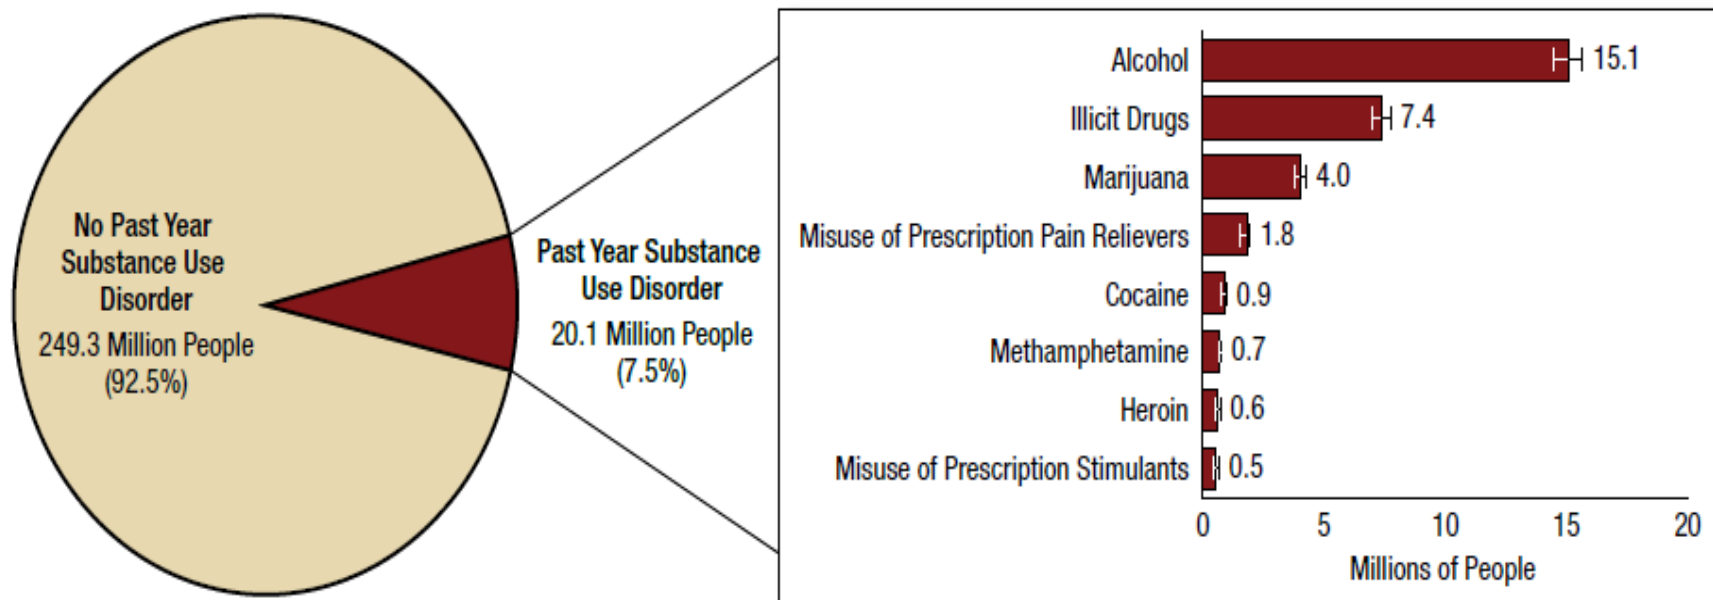 No Past Year
Substance Use
Disorder
249.3 Million People
(92.5%)
Past Year Substance
Use Disorder
20.1 Million People
(7.5%)
Alcohol 15.1
Illicit Drugs 7.4
Marijuana 4.0
Misuse of Prescription Pain Relievers 1.8
Cocaine 0.9
Methamphetamine 0.7
Heroin 0.6
Misuse of Prescription Stimulants 0.5
0 5 10 15 20
Millions of People